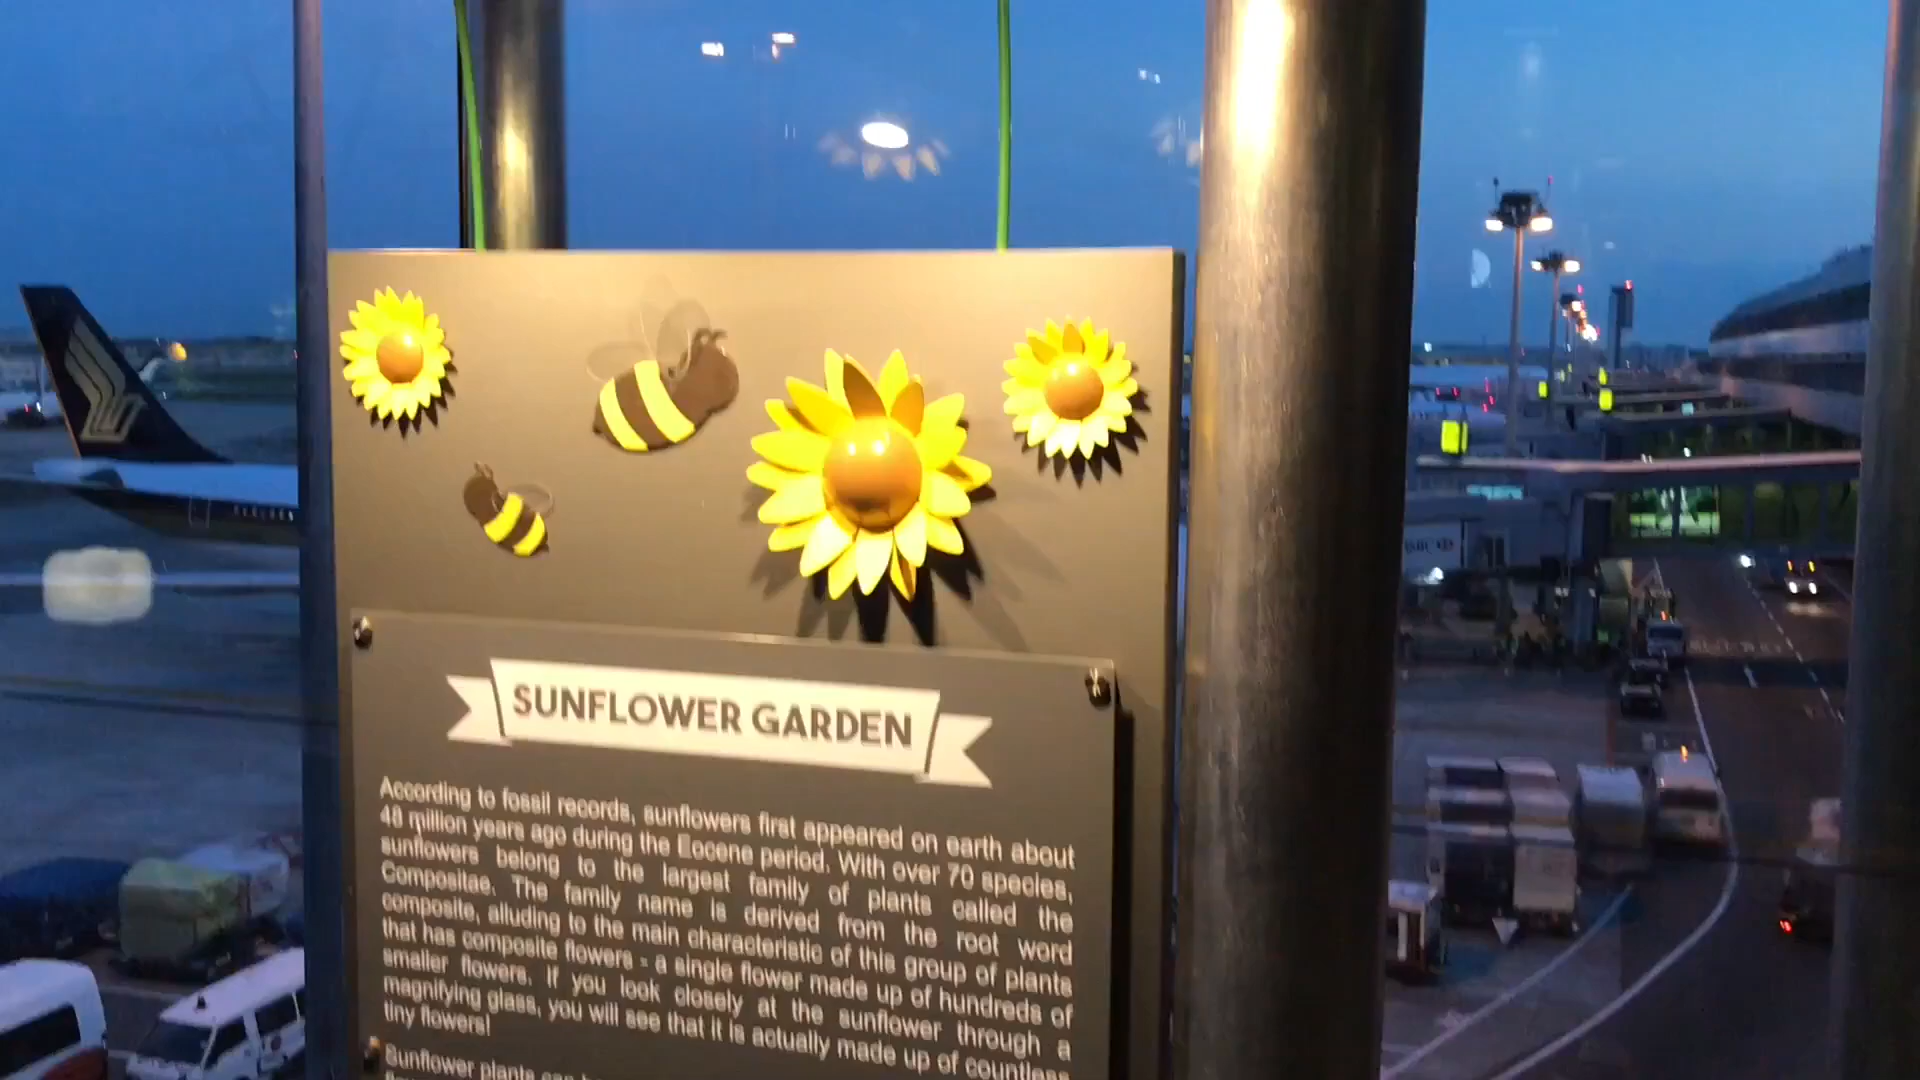 SUNFLOWER GARDEN
According to fossil records, sunflowers first appeared on earth about
48 million years ago during the Eocene period. With over 70 species,
sunflowers belong to the largest family of plants called the
Compositae. The family name is derived from the root word
composite, alluding to the main characteristic of this group of plants
that has composite flowers - a single flower made up of hundreds of
smaller flowers. If you look closely at the sunflower through a
magnifying glass, you will see that it is actually made up of countless
tiny flowers!
Sunflower plants can